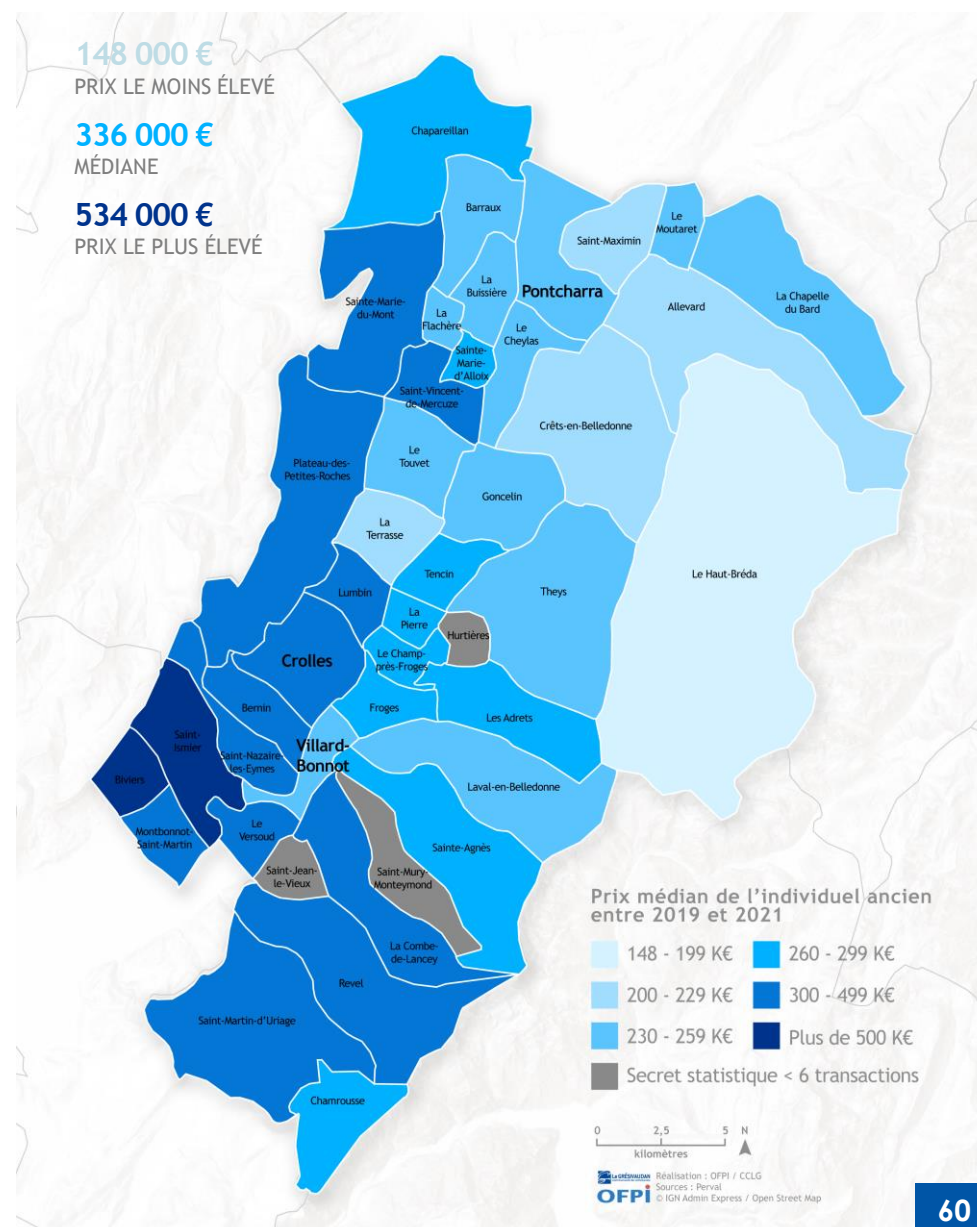 148 000 €
PRIX LE MOINS ÉLEVÉ
336 000 €
MÉDIANE
534 000 €
PRIX LE PLUS ÉLEVÉ
Chapareillan
Barraux
Le
Moutaret
Saint-Maximin
La
Buissière
Pontcharra
La Chapelle
du Bard
Sainte-Marie-
du-Mont
Allevard
La
Flachère
Le
Cheylas
Sainte-
Marie-
d'Alloix
Saint-Vincent-
de-Mercuze
Crêts-en-Belledonne
Le
Touvet
Plateau-des-
Petites-Roches
Goncelin
La
Terrasse
Tencin
Le Haut-Bréda
Lumbin
Theys
La
Pierre
Hurtières
Crolles
Le Champ-
près-Froges
Bernin
Froges
Les Adrets
Saint-
Ismier
Villard-
Bonnot
Saint-Nazaire-
les-Eymes
Biviers
Laval-en-Belledonne
Montbonnot-
Saint-Martin
Le
Versoud
Sainte-Agnès
Saint-Jean-
le-Vieux
Saint-Mury-
Monteymond
La Combe-
de-Lancey
Revel
Saint-Martin-d'Uriage
Chamrousse
Prix médian de l'individuel ancien
entre 2019 et 2021
148 - 199 K€
260 - 299 K€
200 - 229 K€
300 - 499 K€
230 - 259 K€
Plus de 500 K€
Secret statistique < 6 transactions
0 2,5 5 N
kilomètres
LE GRÉSIVAUDAN
OFPI
Réalisation : OFPI / CCLG
Sources : Perval
© IGN Admin Express / Open Street Map
60